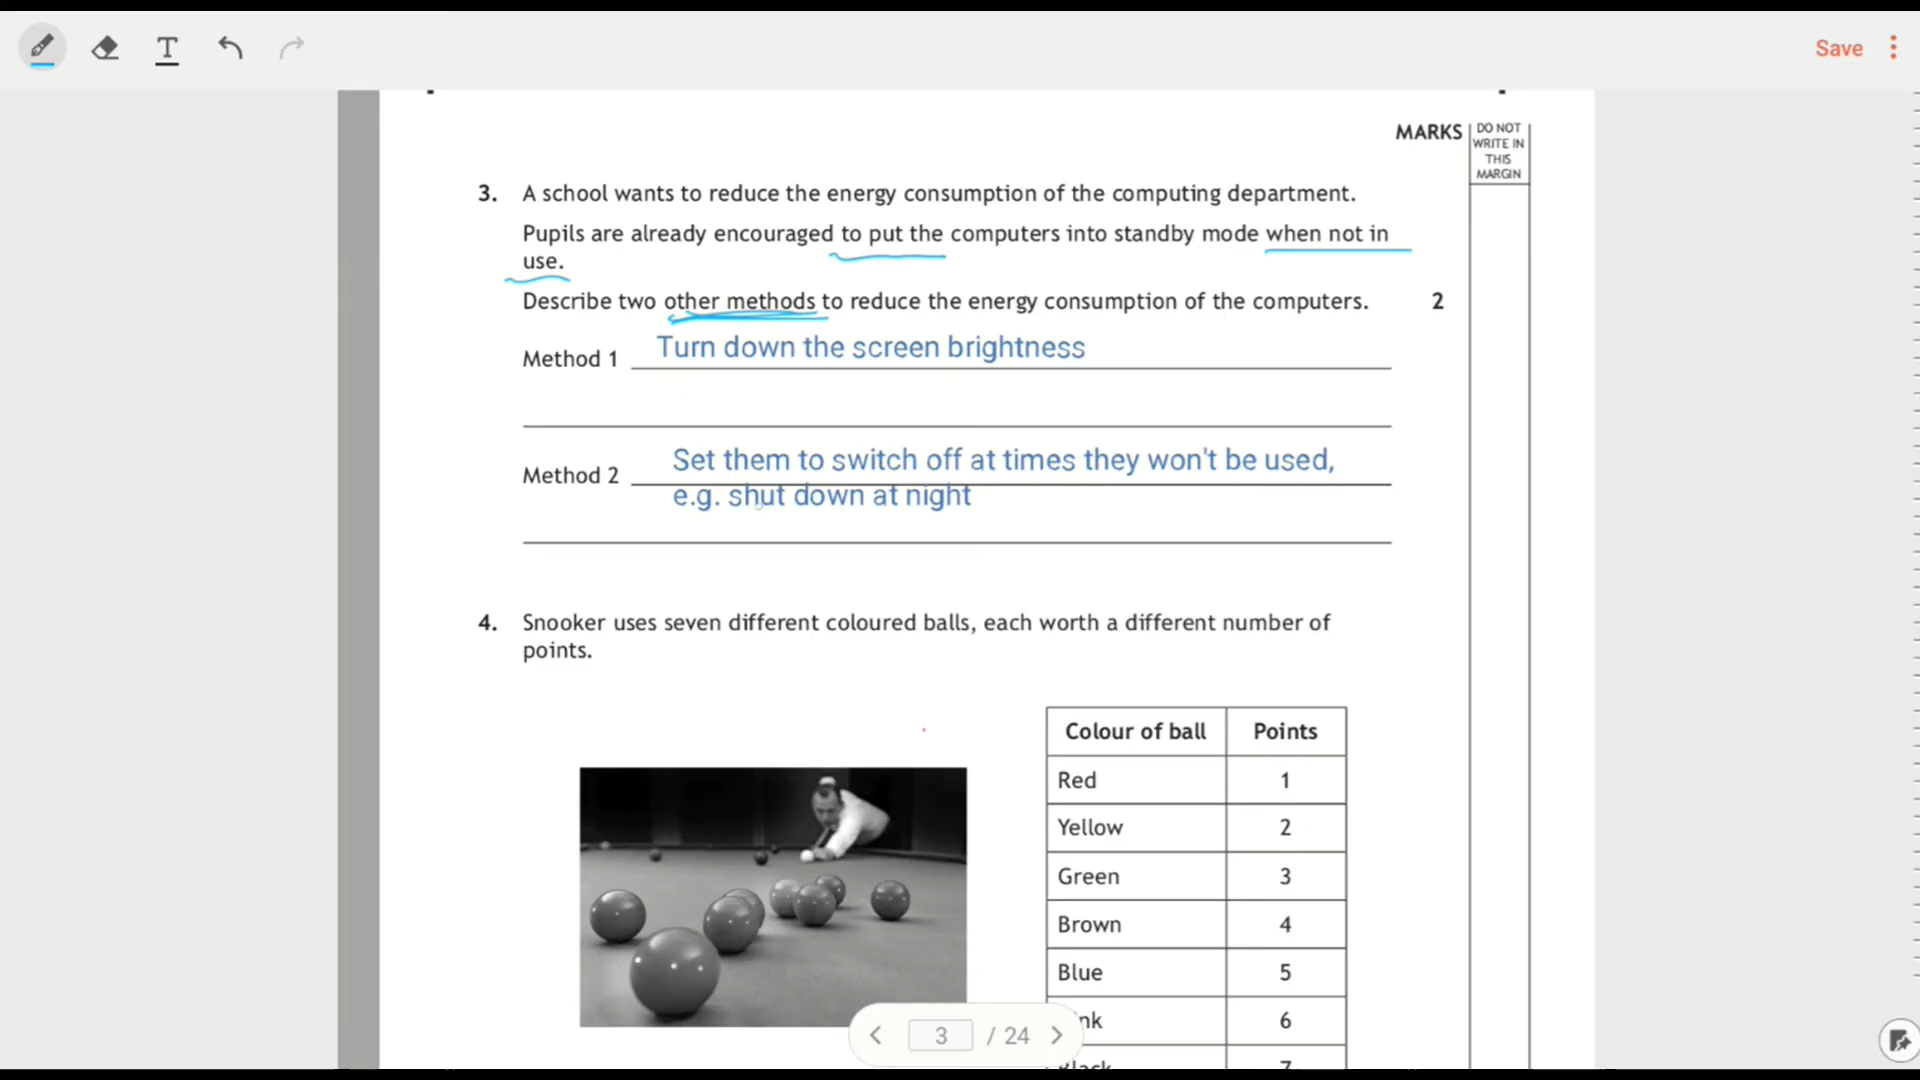 T
Save
MARKS
DO NOT
WRITE IN
THIS
MARGIN
3. A school wants to reduce the energy consumption of the computing department.
Pupils are already encouraged to put the computers into standby mode when not in
use.
Describe two other methods to reduce the energy consumption of the computers. 2
Method 1 Turn down the screen brightness
Method 2 Set them to switch off at times they won't be used,
e.g. shut down at night
4. Snooker uses seven different coloured balls, each worth a different number of
points.
Colour of ball Points
Red 1
Yellow 2
Green 3
Brown 4
Blue 5
nk 6
Black 7
3 / 24